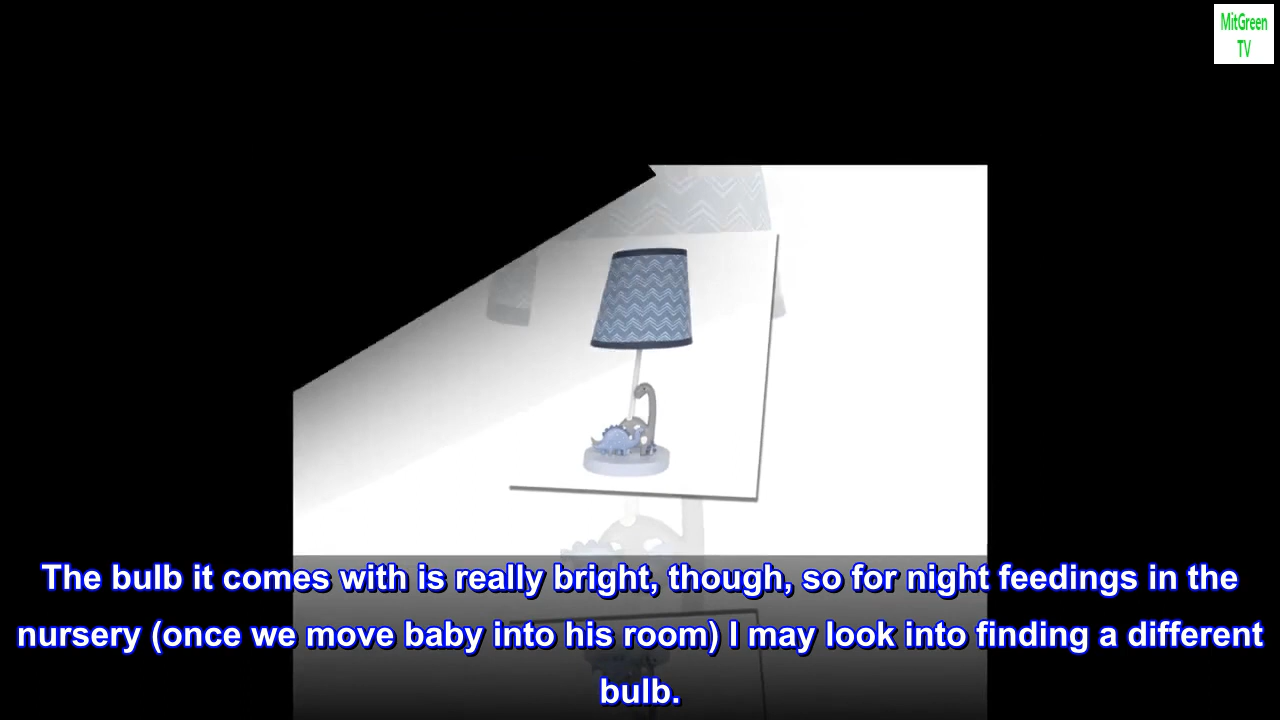 MitGreen
TV
The bulb it comes with is really bright, though, so for night feedings in the
nursery (once we move baby into his room) I may look into finding a different
bulb.